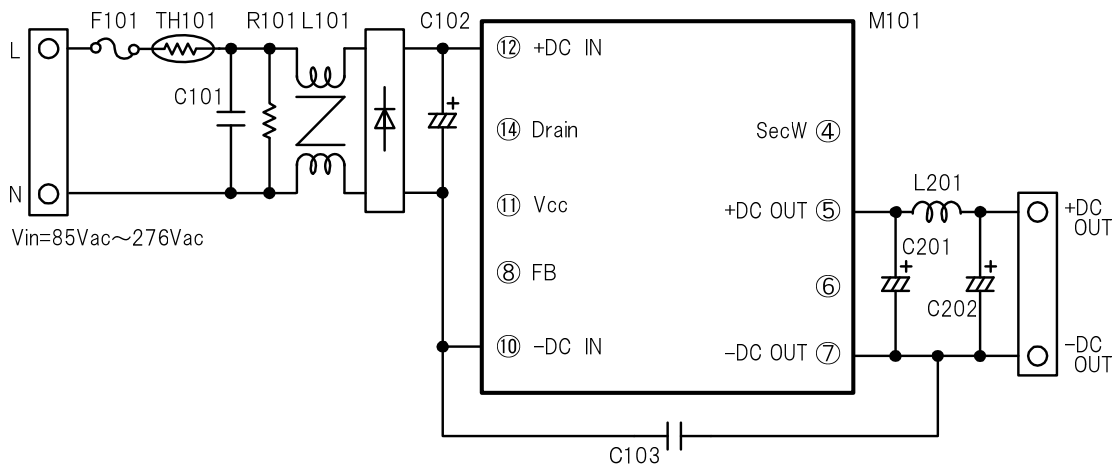 F101 TH101 R101 L101 C102 M101
L
⑫ +DC IN
C101
⑭ Drain
SecW ④
N
L201
⑪ Vcc
+DC OUT ⑤
+DC
OUT
Vin=85Vac～276Vac
C201
⑧ FB
⑥
C202
⑩ -DC IN
-DC OUT ⑦
-DC
OUT
C103